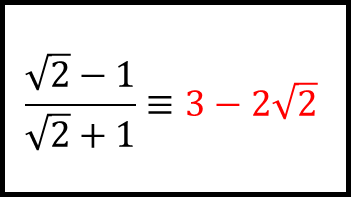 (√2 − 1)/(√2 + 1) ≡ 3 − 2√2